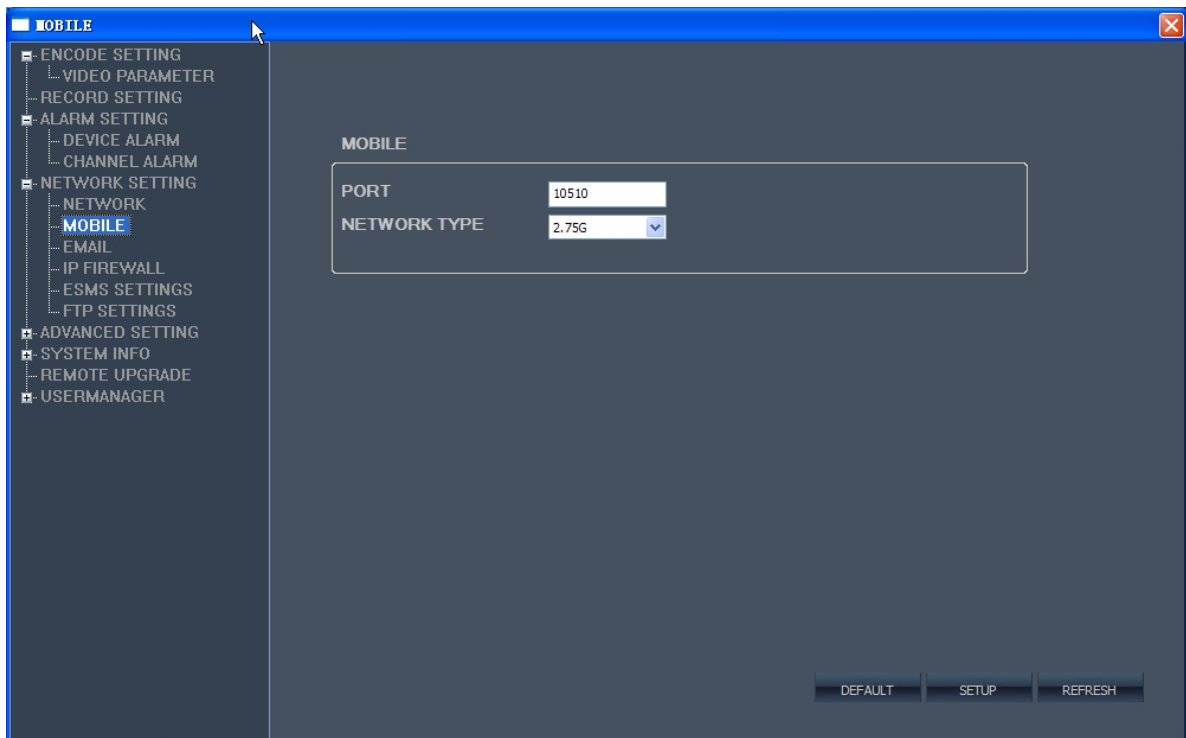 MOBILE
ENCODE SETTING
VIDEO PARAMETER
RECORD SETTING
ALARM SETTING
DEVICE ALARM
CHANNEL ALARM
NETWORK SETTING
NETWORK
MOBILE
EMAIL
IP FIREWALL
ESMS SETTINGS
FTP SETTINGS
ADVANCED SETTING
SYSTEM INFO
REMOTE UPGRADE
USERMANAGER
MOBILE
PORT 10510
NETWORK TYPE 2.75G
DEFAULT SETUP REFRESH